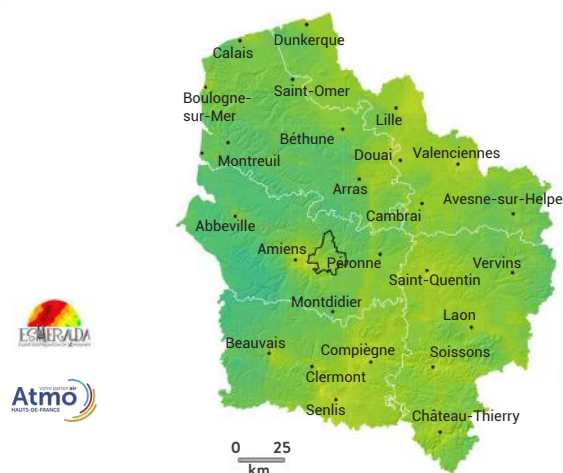 Dunkerque
Calais
Saint-Omer
Boulogne-
sur-Mer
Lille
Béthune
Douai
Valenciennes
Montreuil
Arras
Avesne-sur-Helpe
Cambrai
Abbeville
Amiens
Péronne
Vervins
Saint-Quentin
Montdidier
Laon
ESMERALDA
Beauvais
Compiègne
Soissons
Clermont
votre parten'air
Atmo
HAUTS-DE-FRANCE
Senlis
Château-Thierry
0 25
km